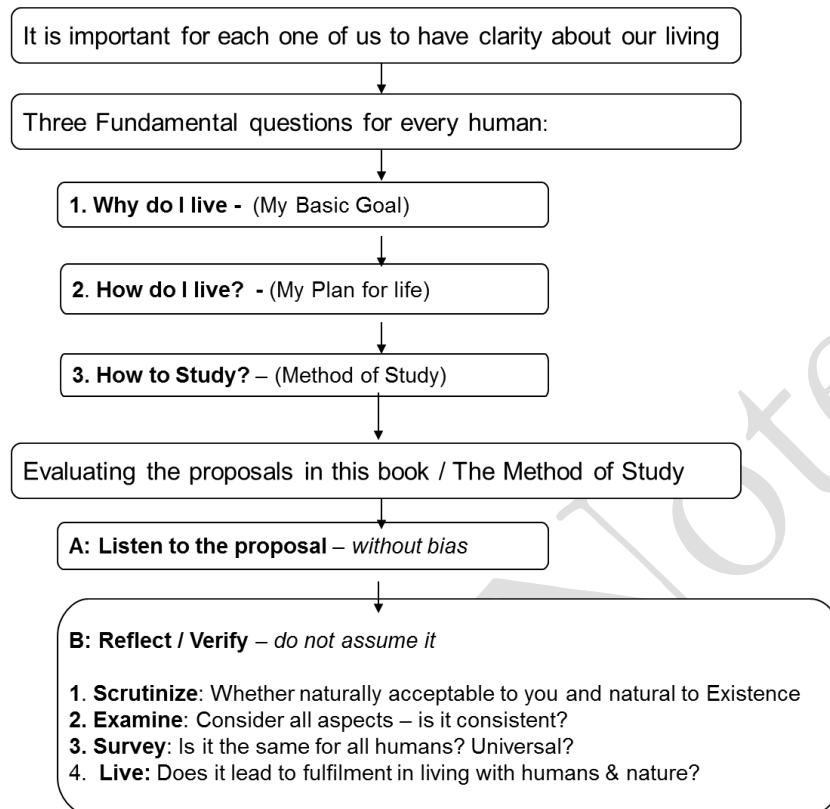 It is important for each one of us to have clarity about our living
Three Fundamental questions for every human:
1. Why do I live - (My Basic Goal)
2. How do I live? - (My Plan for life)
3. How to Study? – (Method of Study)
Evaluating the proposals in this book / The Method of Study
A: Listen to the proposal – without bias
B: Reflect / Verify – do not assume it
1. Scrutinize: Whether naturally acceptable to you and natural to Existence
2. Examine: Consider all aspects – is it consistent?
3. Survey: Is it the same for all humans? Universal?
4. Live: Does it lead to fulfilment in living with humans & nature?